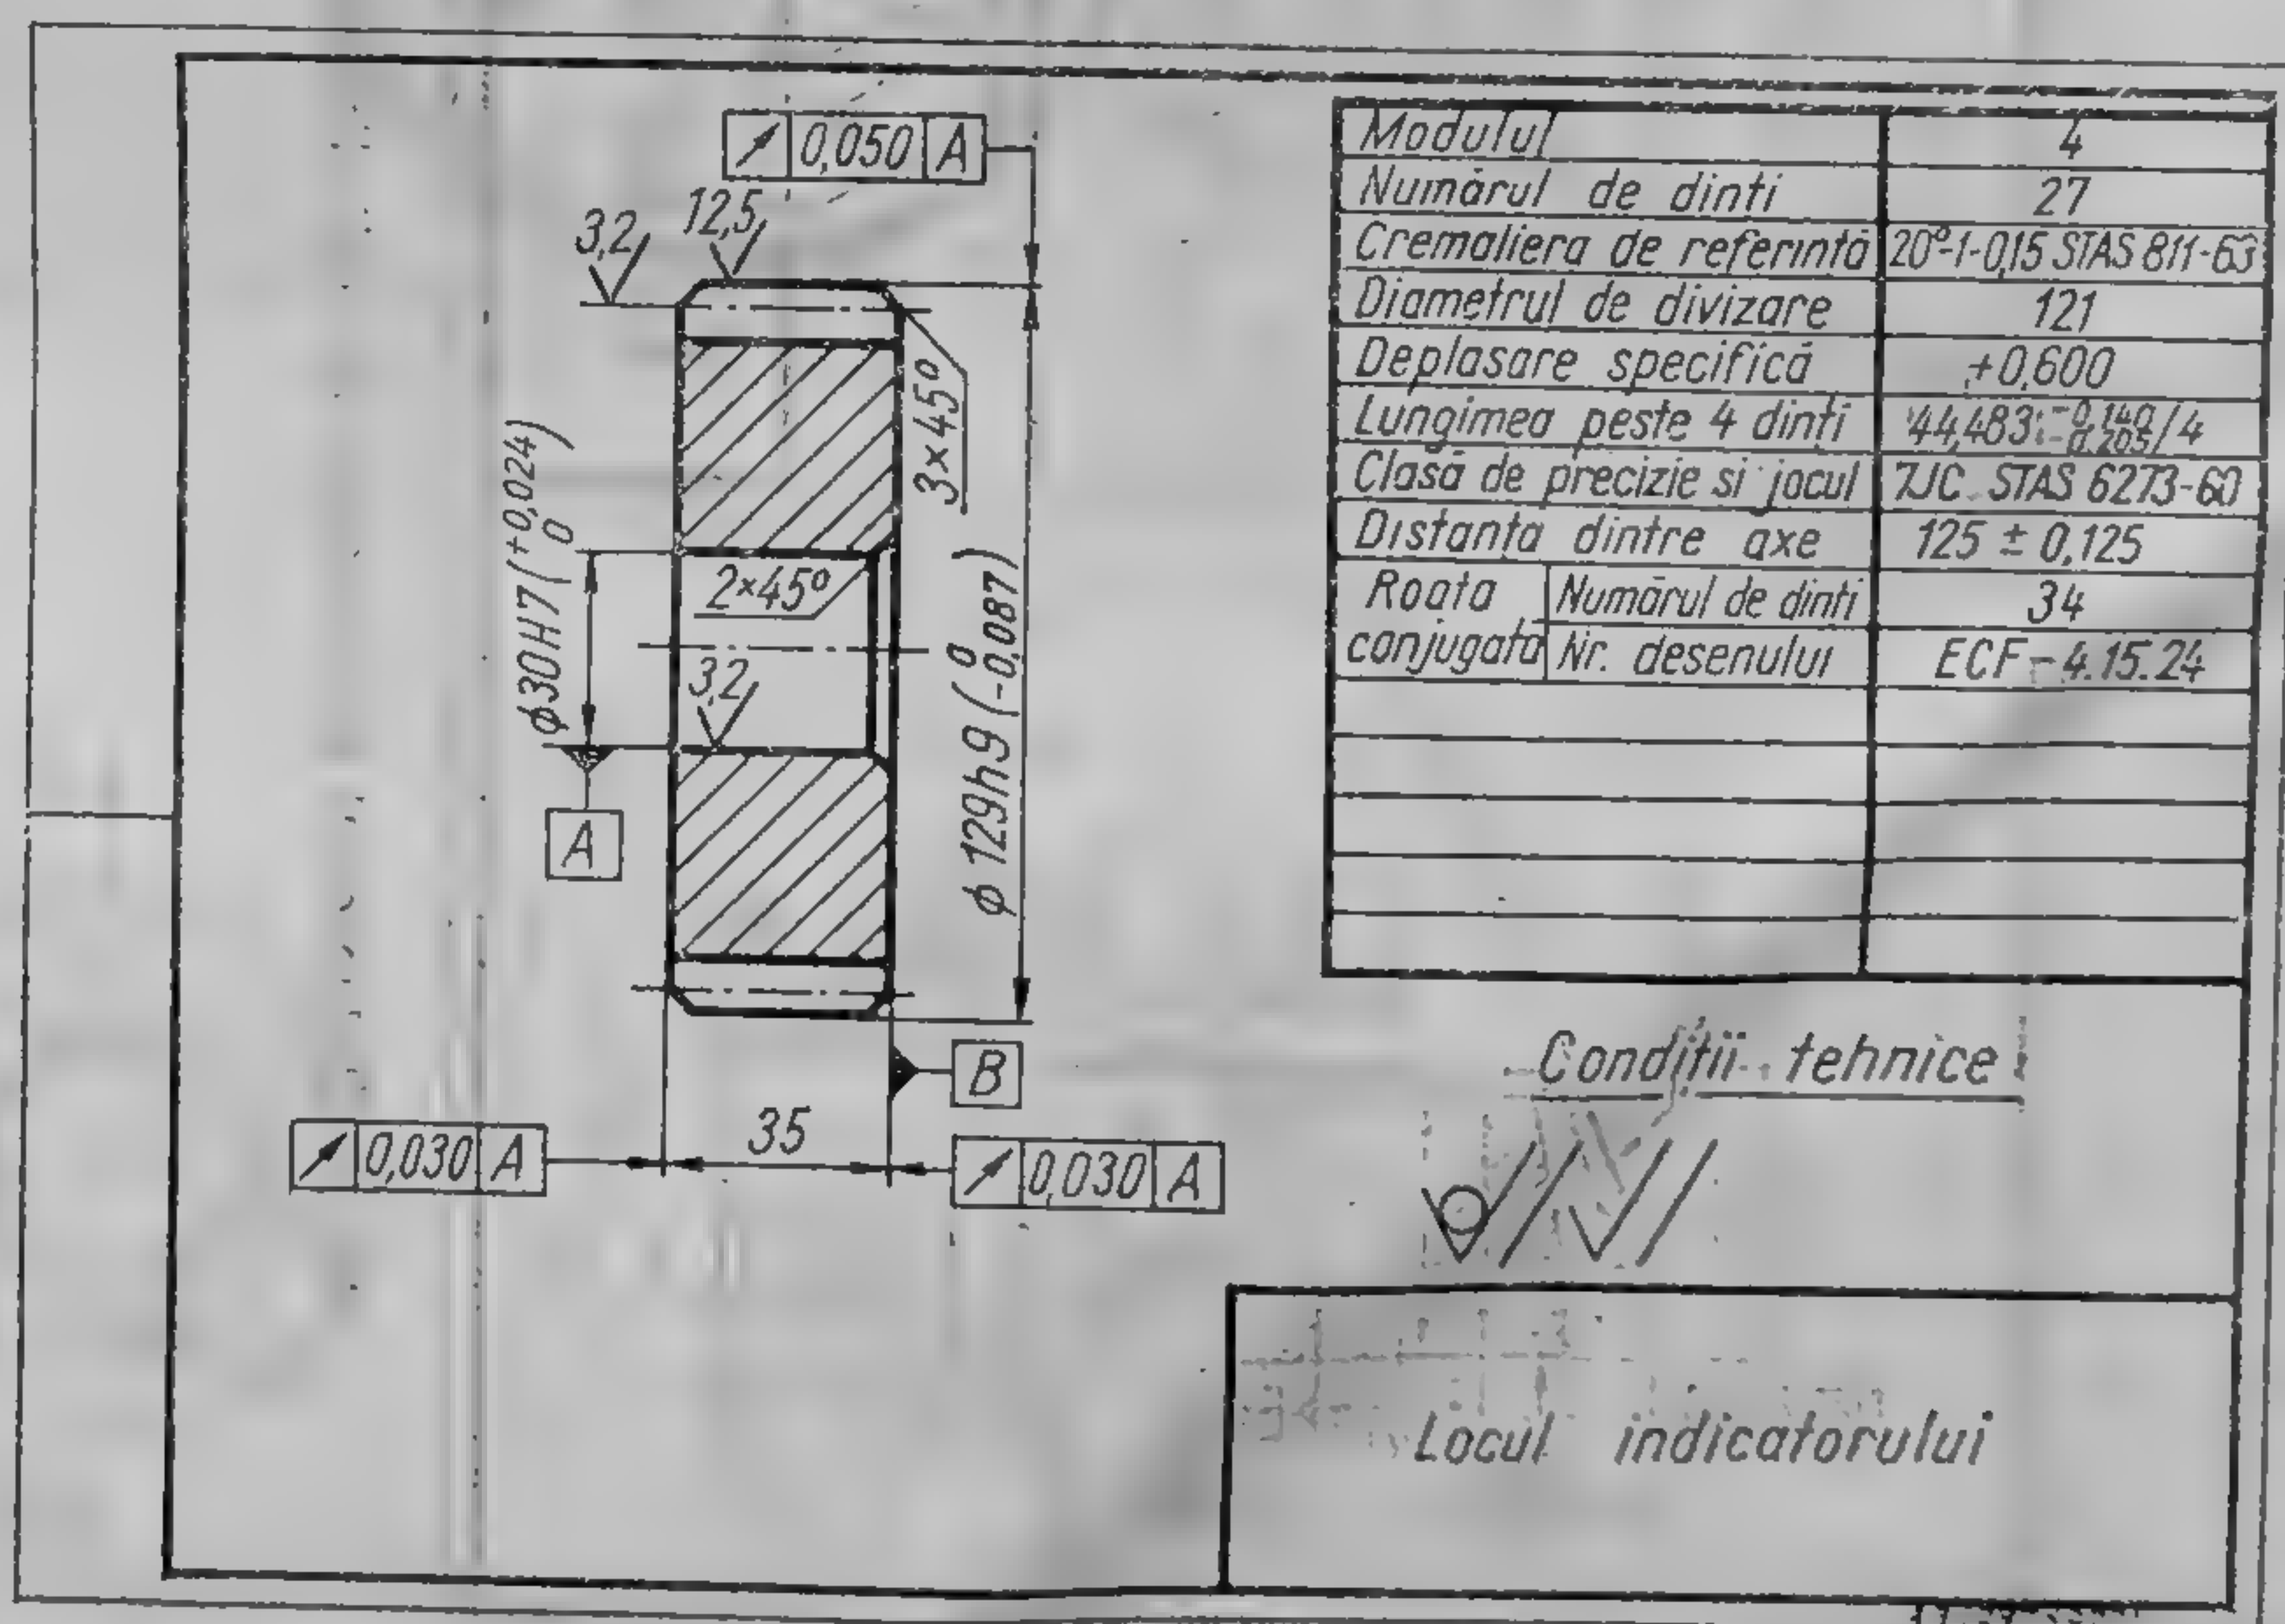 0,050 A
3,2
12,5
3×45°
φ30H7(+0,024 0)
2×45°
3,2
φ129h9(0 -0,087)
A
B
0,030 A
35
0,030 A
Modulul 4
Numărul de dinti 27
Cremaliera de referintă 20°-1-0,15 STAS 811-63
Diametrul de divizare 121
Deplasare specifică +0,600
Lungimea peste 4 dinti 44,483 -0,140 -0,205/4
Clasă de precizie si jocul 7JC STAS 6273-60
Distanta dintre axe 125 ± 0,125
Roata conjugată Numărul de dinti 34
Nr. desenului ECF-4.15.24
Condiții tehnice
Locul indicatorului